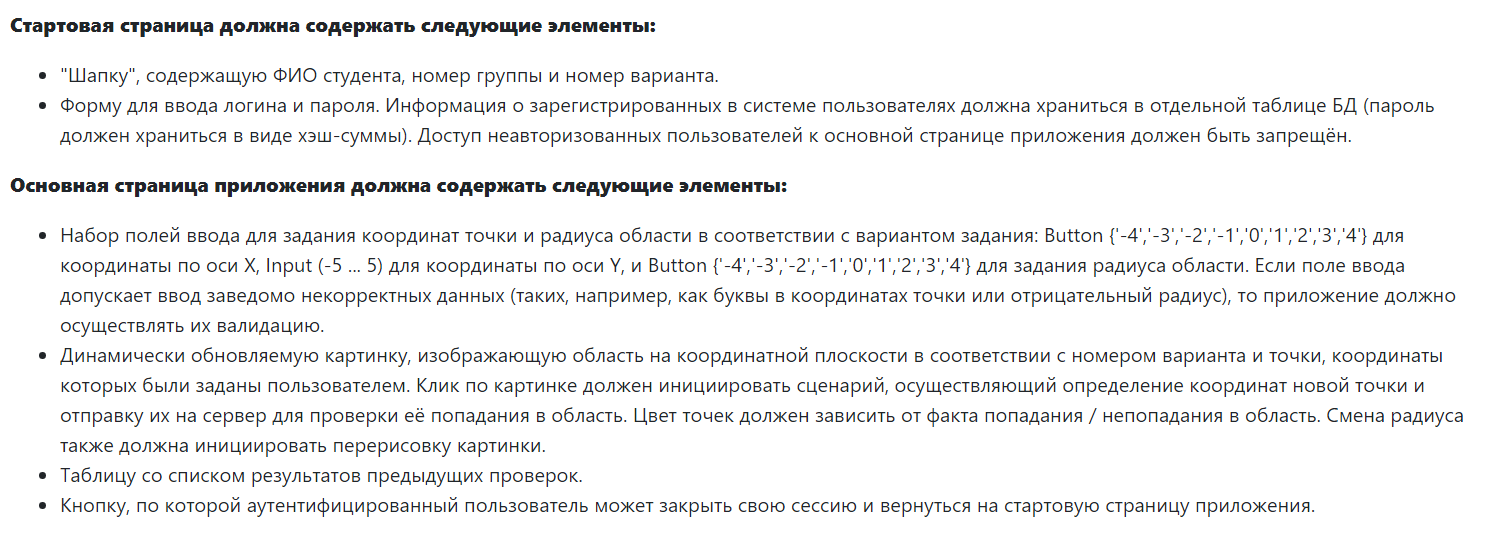 Стартовая страница должна содержать следующие элементы:
• "Шапку", содержащую ФИО студента, номер группы и номер варианта.
• Форму для ввода логина и пароля. Информация о зарегистрированных в системе пользователях должна храниться в отдельной таблице БД (пароль
должен храниться в виде хэш-суммы). Доступ неавторизованных пользователей к основной странице приложения должен быть запрещён.
Основная страница приложения должна содержать следующие элементы:
• Набор полей ввода для задания координат точки и радиуса области в соответствии с вариантом задания: Button {'-4','-3','-2','-1','0','1','2','3','4'} для
координаты по оси X, Input (-5 ... 5) для координаты по оси Y, и Button {'-4','-3','-2','-1','0','1','2','3','4'} для задания радиуса области. Если поле ввода
допускает ввод заведомо некорректных данных (таких, например, как буквы в координатах точки или отрицательный радиус), то приложение должно
осуществлять их валидацию.
• Динамически обновляемую картинку, изображающую область на координатной плоскости в соответствии с номером варианта и точки, координаты
которых были заданы пользователем. Клик по картинке должен инициировать сценарий, осуществляющий определение координат новой точки и
отправку их на сервер для проверки её попадания в область. Цвет точек должен зависить от факта попадания / непопадания в область. Смена радиуса
также должна инициировать перерисовку картинки.
• Таблицу со списком результатов предыдущих проверок.
• Кнопку, по которой аутентифицированный пользователь может закрыть свою сессию и вернуться на стартовую страницу приложения.